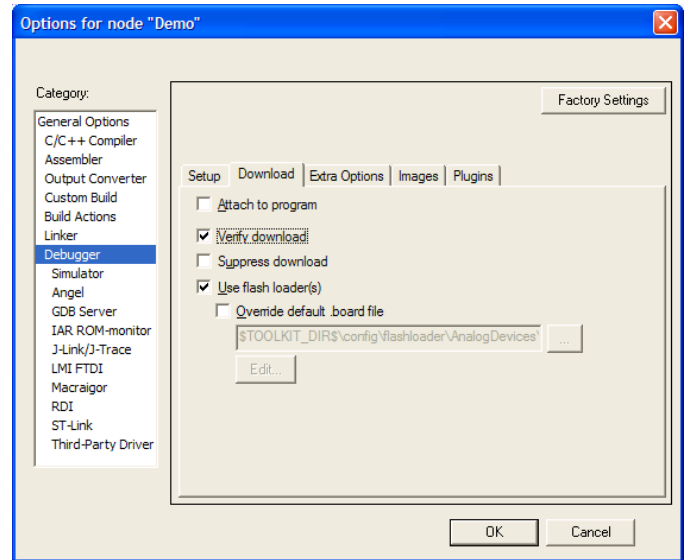 Options for node "Demo"
Category:
Factory Settings
General Options
C/C++ Compiler
Assembler
Output Converter
Custom Build
Build Actions
Linker
Debugger
Simulator
Angel
GDB Server
IAR ROM-monitor
J-Link/J-Trace
LMI FTDI
Macraigor
RDI
ST-Link
Third-Party Driver
Setup Download Extra Options Images Plugins
Attach to program
Verify download
Suppress download
Use flash loader(s)
Override default .board file
$TOOLKIT_DIR$\config\flashloader\AnalogDevices\
...
Edit...
OK Cancel